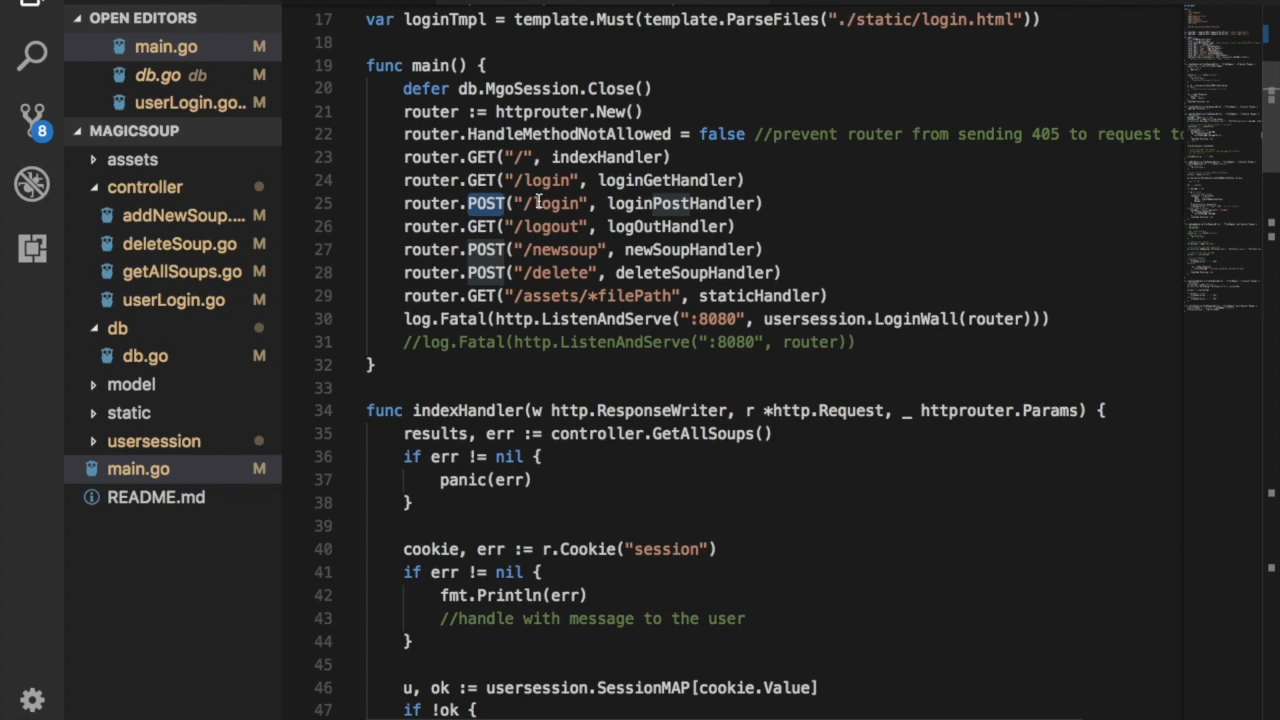 OPEN EDITORS
main.go M
db.go db M
userLogin.go.. M
8
MAGICSOUP
assets
controller
addNewSoup.... M
deleteSoup.go M
getAllSoups.go M
userLogin.go M
db
db.go M
model
static
usersession
main.go M
README.md
17 var loginTmpl = template.Must(template.ParseFiles("./static/login.html"))
18
19 func main() {
20 defer db.MgoSession.Close()
21 router := httprouter.New()
22 router.HandleMethodNotAllowed = false //prevent router from sending 405 to request to
23 router.GET("/", indexHandler)
24 router.GET("/login", loginGetHandler)
25 router.POST("/login", loginPostHandler)
26 router.GET("/logout", logOutHandler)
27 router.POST("/newsoup", newSoupHandler)
28 router.POST("/delete", deleteSoupHandler)
29 router.GET("/assets/*filePath", staticHandler)
30 log.Fatal(http.ListenAndServe(":8080", usersession.LoginWall(router)))
31 //log.Fatal(http.ListenAndServe(":8080", router))
32 }
33
34 func indexHandler(w http.ResponseWriter, r *http.Request, _ httprouter.Params) {
35 results, err := controller.GetAllSoups()
36 if err != nil {
37 panic(err)
38 }
39
40 cookie, err := r.Cookie("session")
41 if err != nil {
42 fmt.Println(err)
43 //handle with message to the user
44 }
45
46 u, ok := usersession.SessionMAP[cookie.Value]
47 if !ok {